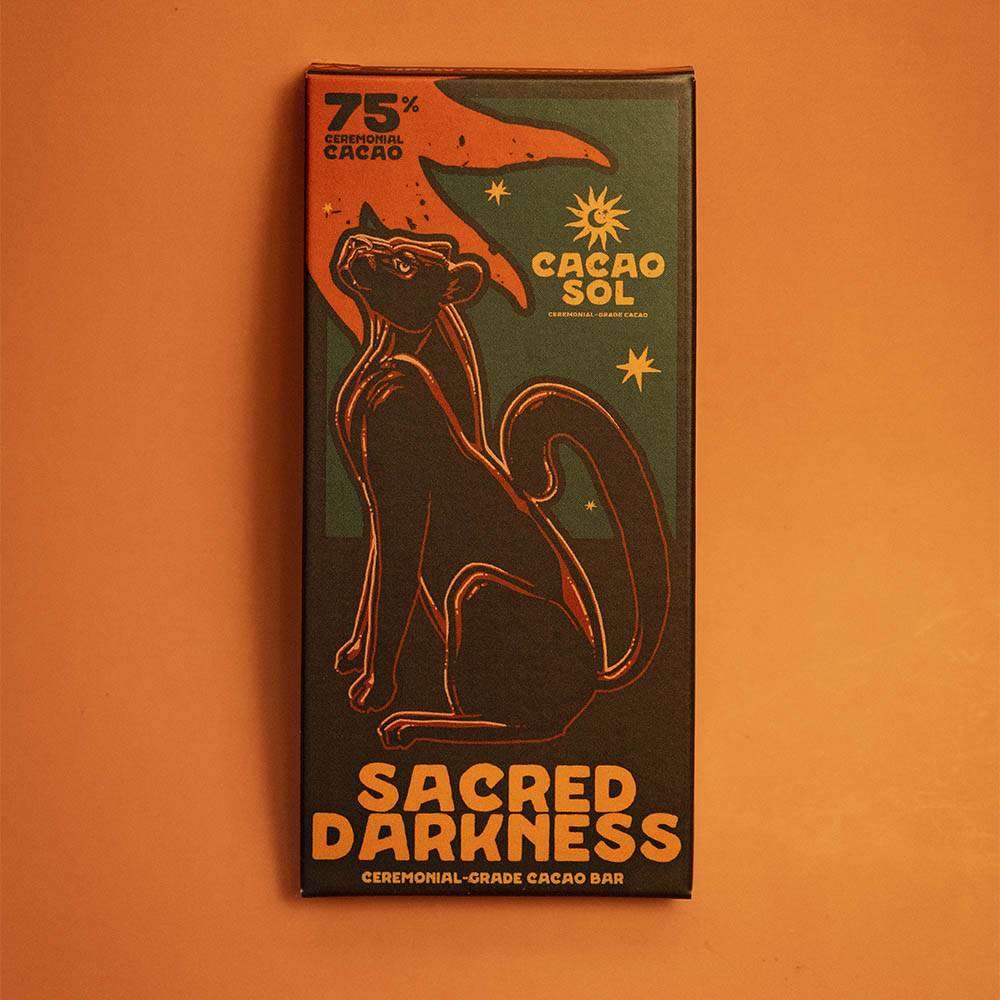 75%
CEREMONIAL
CACAO
CACAO
SOL
CEREMONIAL-GRADE CACAO
SACRED
DARKNESS
CEREMONIAL-GRADE CACAO BAR